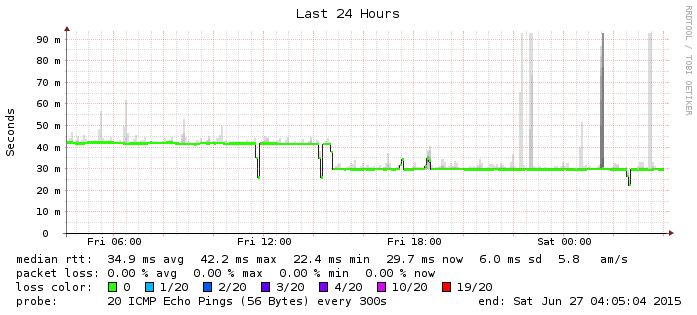 Last 24 Hours
RRDTOOL / TOBI OETIKER
Seconds
90 m
80 m
70 m
60 m
50 m
40 m
30 m
20 m
10 m
0
Fri 06:00 Fri 12:00 Fri 18:00 Sat 00:00
median rtt: 34.9 ms avg 42.2 ms max 22.4 ms min 29.7 ms now 6.0 ms sd 5.8 am/s
packet loss: 0.00 % avg 0.00 % max 0.00 % min 0.00 % now
loss color: 0 1/20 2/20 3/20 4/20 10/20 19/20
probe: 20 ICMP Echo Pings (56 Bytes) every 300s end: Sat Jun 27 04:05:04 2015